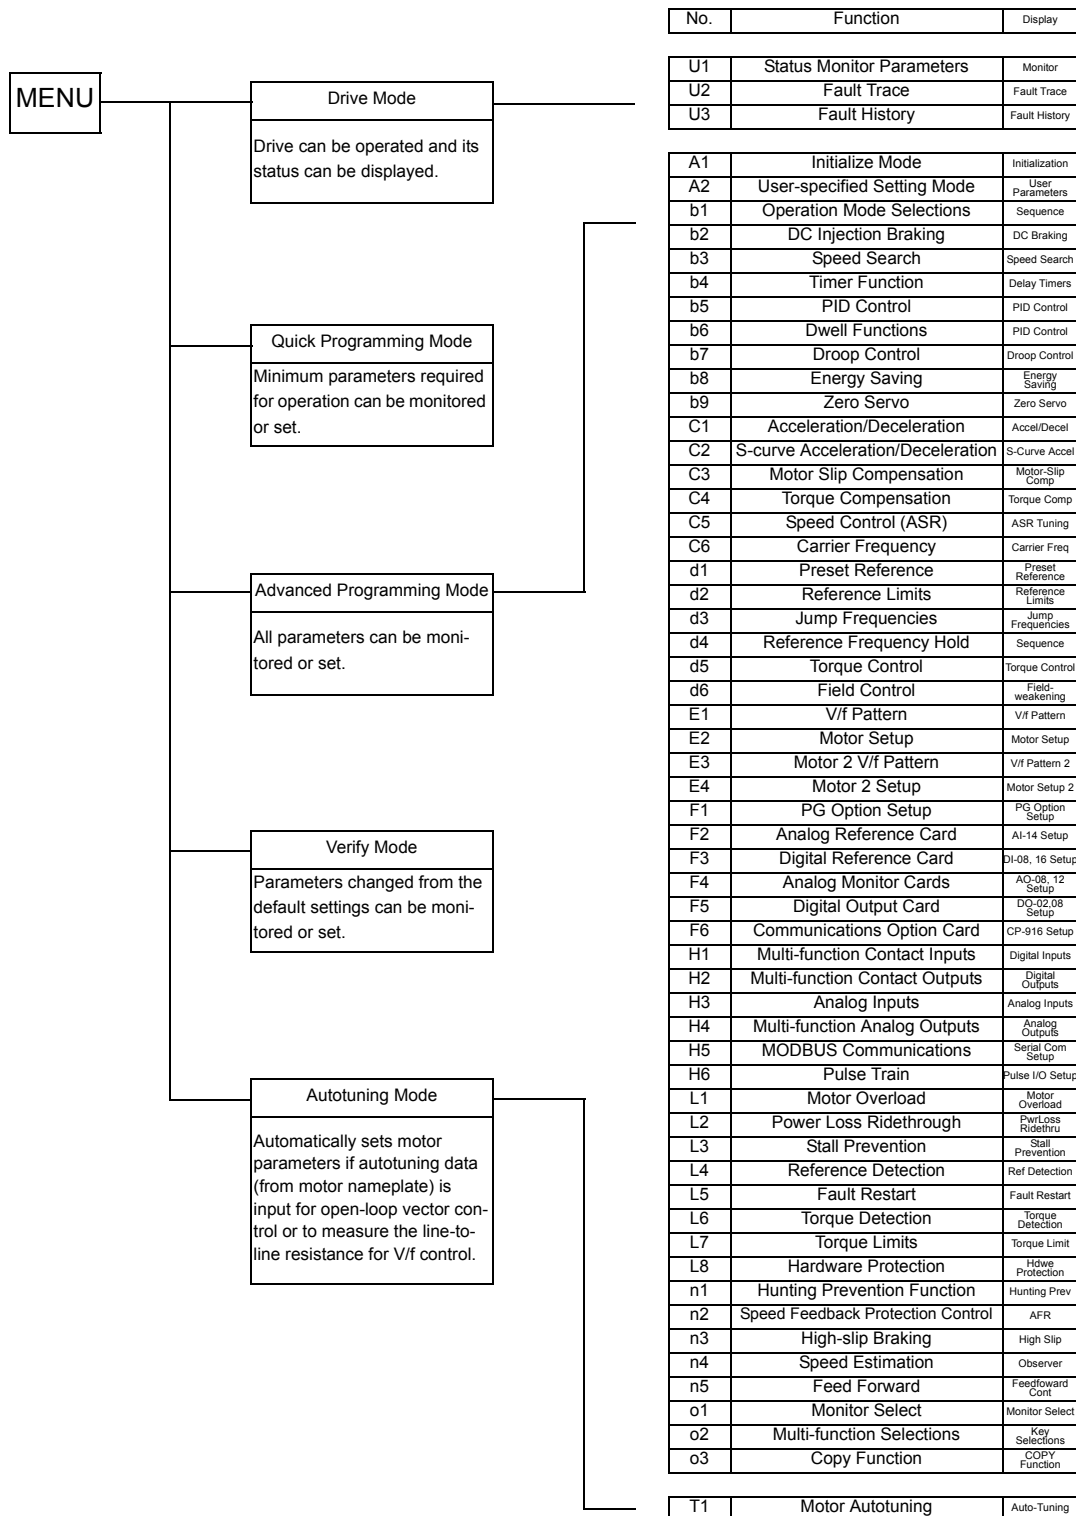 MENU
Drive Mode
Drive can be operated and its
status can be displayed.
Quick Programming Mode
Minimum parameters required
for operation can be monitored
or set.
Advanced Programming Mode
All parameters can be moni-
tored or set.
Verify Mode
Parameters changed from the
default settings can be moni-
tored or set.
Autotuning Mode
Automatically sets motor
parameters if autotuning data
(from motor nameplate) is
input for open-loop vector con-
trol or to measure the line-to-
line resistance for V/f control.
No. Function Display
U1 Status Monitor Parameters Monitor
U2 Fault Trace Fault Trace
U3 Fault History Fault History
A1 Initialize Mode Initialization
A2 User-specified Setting Mode User Parameters
b1 Operation Mode Selections Sequence
b2 DC Injection Braking DC Braking
b3 Speed Search Speed Search
b4 Timer Function Delay Timers
b5 PID Control PID Control
b6 Dwell Functions PID Control
b7 Droop Control Droop Control
b8 Energy Saving Energy Saving
b9 Zero Servo Zero Servo
C1 Acceleration/Deceleration Accel/Decel
C2 S-curve Acceleration/Deceleration S-Curve Accel
C3 Motor Slip Compensation Motor-Slip Comp
C4 Torque Compensation Torque Comp
C5 Speed Control (ASR) ASR Tuning
C6 Carrier Frequency Carrier Freq
d1 Preset Reference Preset Reference
d2 Reference Limits Reference Limits
d3 Jump Frequencies Jump Frequencies
d4 Reference Frequency Hold Sequence
d5 Torque Control Torque Control
d6 Field Control Field-weakening
E1 V/f Pattern V/f Pattern
E2 Motor Setup Motor Setup
E3 Motor 2 V/f Pattern V/f Pattern 2
E4 Motor 2 Setup Motor Setup 2
F1 PG Option Setup PG Option Setup
F2 Analog Reference Card AI-14 Setup
F3 Digital Reference Card DI-08, 16 Setup
F4 Analog Monitor Cards AO-08, 12 Setup
F5 Digital Output Card DO-02,08 Setup
F6 Communications Option Card CP-916 Setup
H1 Multi-function Contact Inputs Digital Inputs
H2 Multi-function Contact Outputs Digital Outputs
H3 Analog Inputs Analog Inputs
H4 Multi-function Analog Outputs Analog Outputs
H5 MODBUS Communications Serial Com Setup
H6 Pulse Train Pulse I/O Setup
L1 Motor Overload Motor Overload
L2 Power Loss Ridethrough PwrLoss Ridethru
L3 Stall Prevention Stall Prevention
L4 Reference Detection Ref Detection
L5 Fault Restart Fault Restart
L6 Torque Detection Torque Detection
L7 Torque Limits Torque Limit
L8 Hardware Protection Hdwe Protection
n1 Hunting Prevention Function Hunting Prev
n2 Speed Feedback Protection Control AFR
n3 High-slip Braking High Slip
n4 Speed Estimation Observer
n5 Feed Forward Feedfoward Cont
o1 Monitor Select Monitor Select
o2 Multi-function Selections Key Selections
o3 Copy Function COPY Function
T1 Motor Autotuning Auto-Tuning